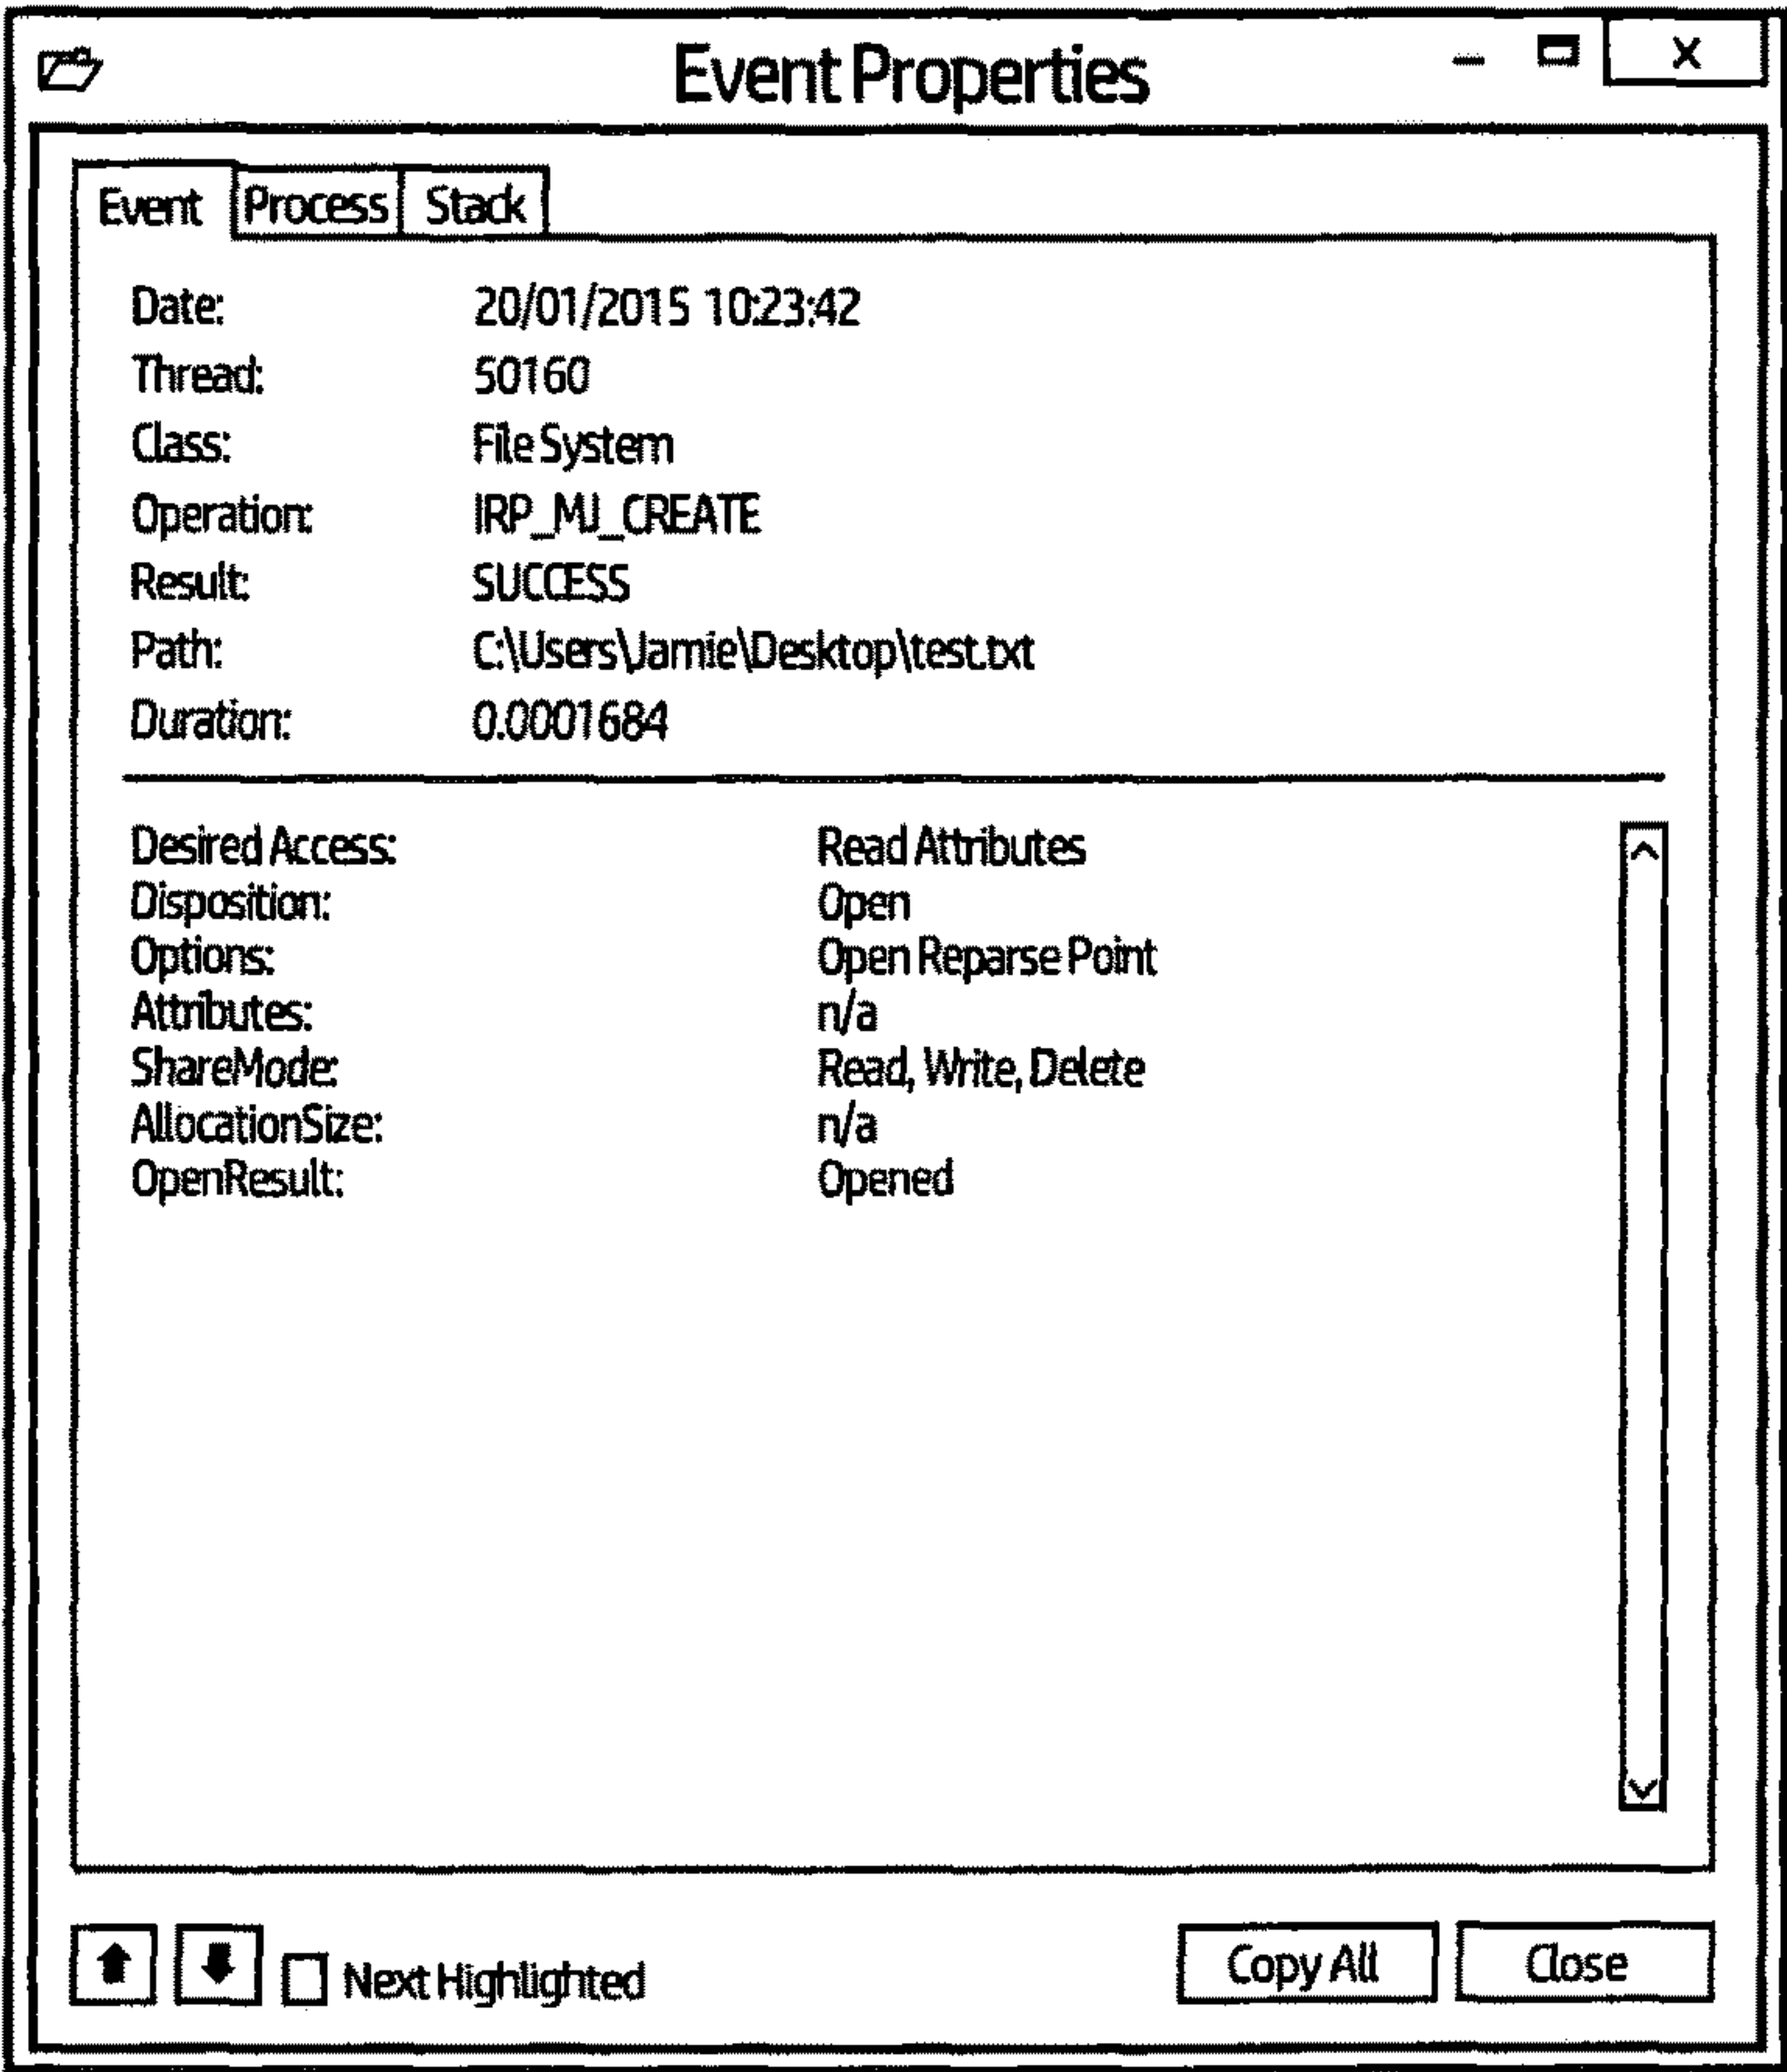 Event Properties
X
Event Process Stack
Date: 20/01/2015 10:23:42
Thread: 50160
Class: File System
Operation: IRP_MJ_CREATE
Result: SUCCESS
Path: C:\Users\Jamie\Desktop\test.txt
Duration: 0.0001684
Desired Access: Read Attributes
Disposition: Open
Options: Open Reparse Point
Attributes: n/a
ShareMode: Read, Write, Delete
AllocationSize: n/a
OpenResult: Opened
Next Highlighted Copy All Close